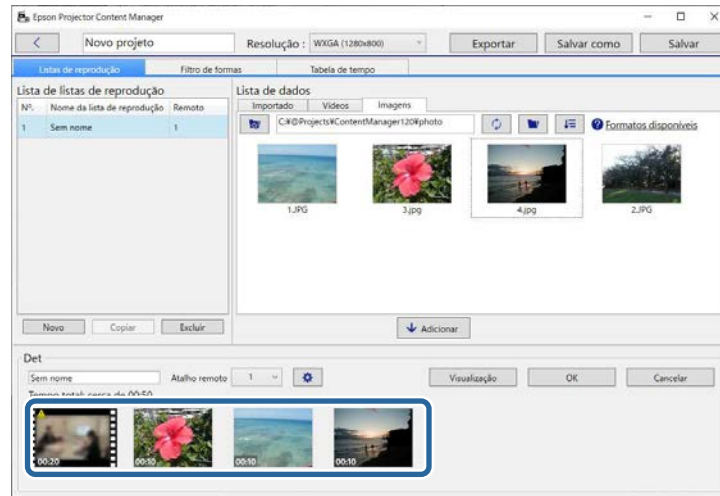 Epson Projector Content Manager
Novo projeto
Resolução :
WXGA (1280x800)
Exportar
Salvar como
Salvar
Listas de reprodução
Filtro de formas
Tabela de tempo
Lista de listas de reprodução
Nº.
Nome da lista de reprodução
Remoto
1
Sem nome
1
Lista de dados
Importado
Vídeos
Imagens
C:¥@Projects¥ContentManager120¥photo
Formatos disponíveis
1.JPG
3.jpg
4.jpg
2.JPG
Novo
Copiar
Excluir
Adicionar
Det
Sem nome
Atalho remoto
1
Visualização
OK
Cancelar
Tempo total: cerca de 00:50
00:20
00:10
00:10
00:10